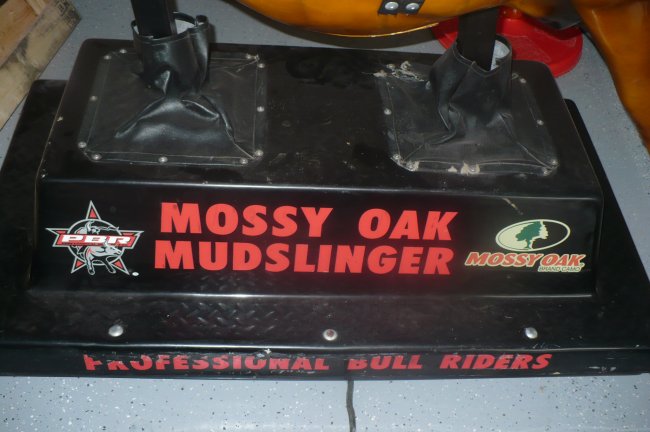 PBR
MOSSY OAK
MUDSLINGER
MOSSY OAK
BRAND CAMO
PROFESSIONAL BULL RIDERS